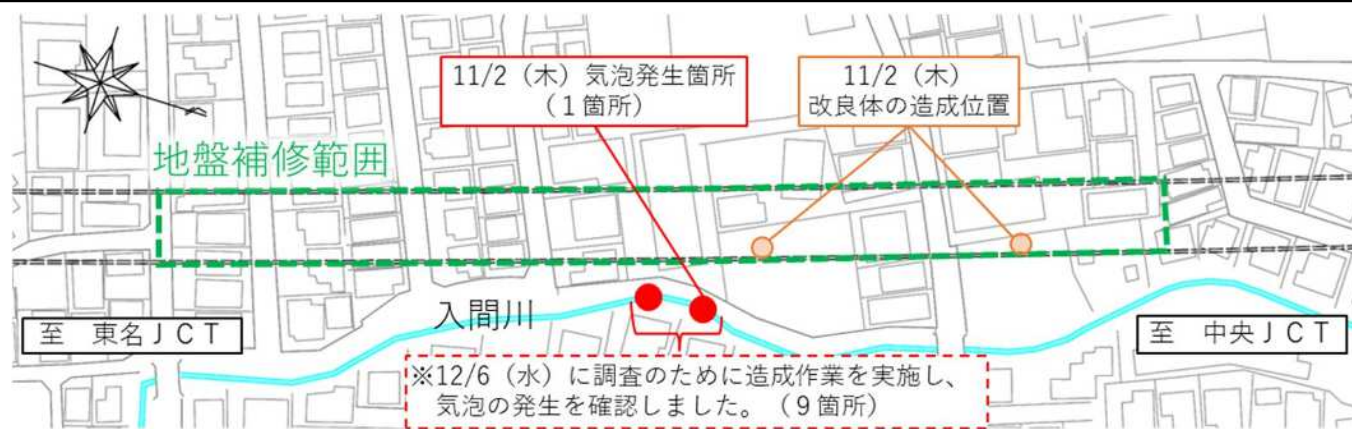 11/2（木）気泡発生箇所
（１箇所）
11/2（木）
改良体の造成位置
地盤補修範囲
入間川
至　東名ＪＣＴ
至　中央ＪＣＴ
※12/6（水）に調査のために造成作業を実施し、
気泡の発生を確認しました。（９箇所）